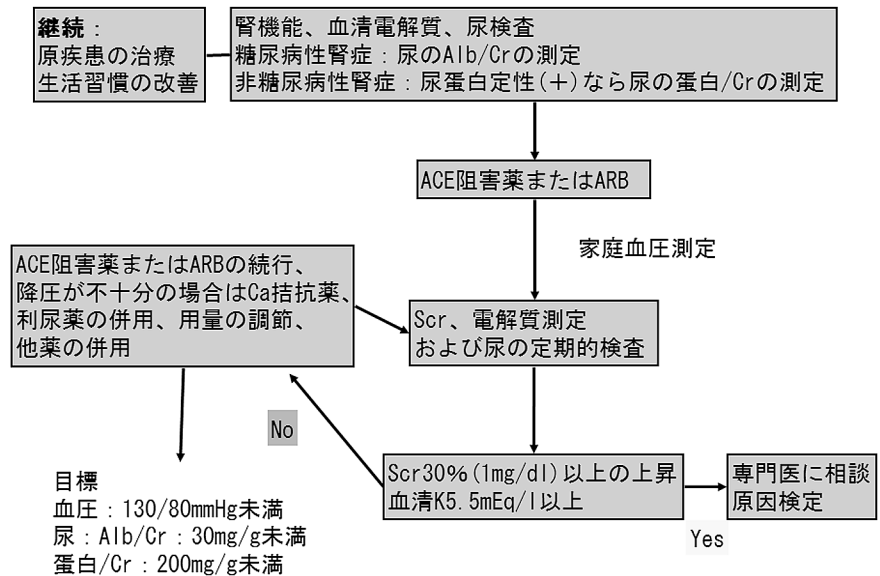 継続：
原疾患の治療
生活習慣の改善
腎機能、血清電解質、尿検査
糖尿病性腎症：尿のAlb/Crの測定
非糖尿病性腎症：尿蛋白定性(＋)なら尿の蛋白/Crの測定
ACE阻害薬またはARB
家庭血圧測定
ACE阻害薬またはARBの続行、
降圧が不十分の場合はCa拮抗薬、
利尿薬の併用、用量の調節、
他薬の併用
Scr、電解質測定
および尿の定期的検査
No
Scr30%(1mg/dl)以上の上昇
血清K5.5mEq/l以上
専門医に相談
原因検定
Yes
目標
血圧：130/80mmHg未満
尿：Alb/Cr：30mg/g未満
蛋白/Cr：200mg/g未満